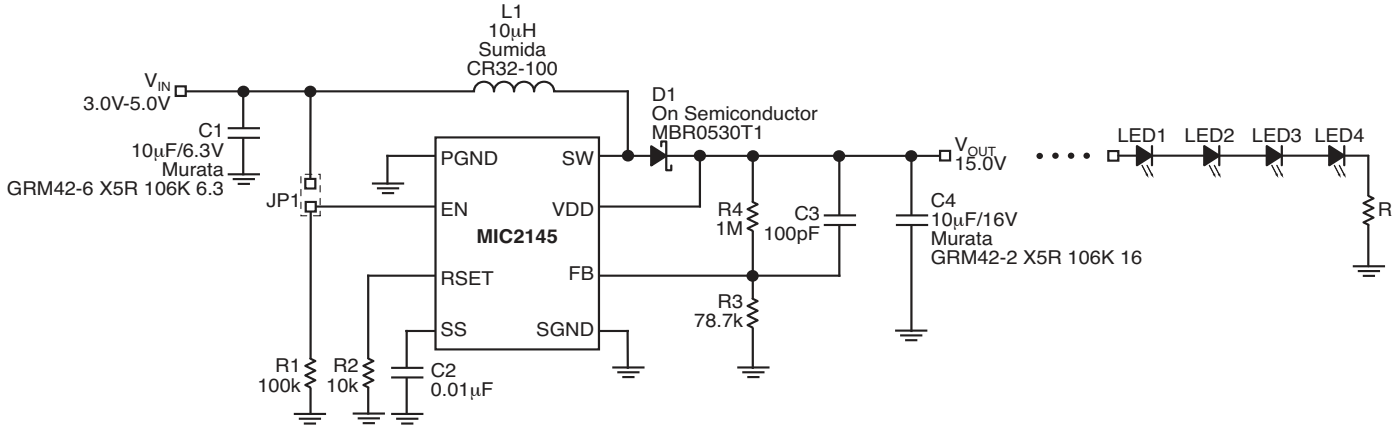 L1
10μH
Sumida
CR32-100
V_IN
3.0V-5.0V
C1
10μF/6.3V
Murata
GRM42-6 X5R 106K 6.3
JP1
D1
On Semiconductor
MBR0530T1
PGND
SW
EN
VDD
MIC2145
RSET
FB
SS
SGND
V_OUT
15.0V
LED1
LED2
LED3
LED4
R4
1M
C3
100pF
C4
10μF/16V
Murata
GRM42-2 X5R 106K 16
R
R3
78.7k
R1
100k
R2
10k
C2
0.01μF